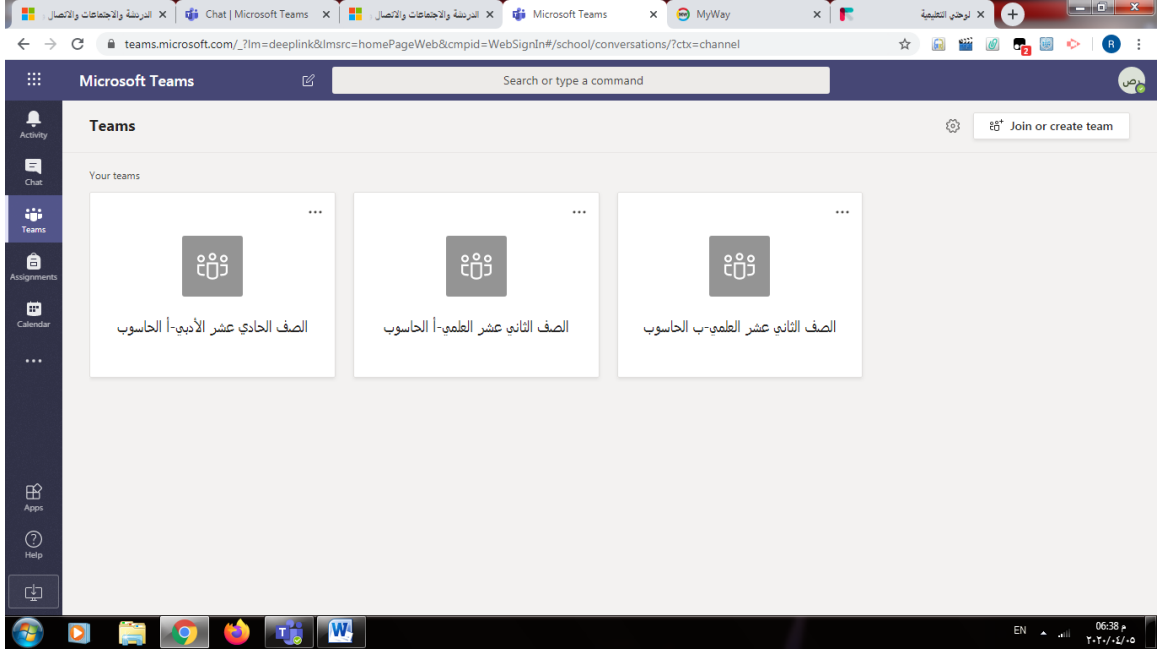 الدردشة والاجتماعات والاتصال
Chat | Microsoft Teams
الدردشة والاجتماعات والاتصال
Microsoft Teams
MyWay
لوحتي التعليمية
teams.microsoft.com/_?lm=deeplink&lmsrc=homePageWeb&cmpid=WebSignIn#/school/conversations/?ctx=channel
2
R
Microsoft Teams
Search or type a command
رص
Activity
Chat
Teams
Assignments
Calendar
Apps
Help
Teams
Join or create team
Your teams
الصف الحادي عشر الأدبي-أ الحاسوب
الصف الثاني عشر العلمي-أ الحاسوب
الصف الثاني عشر العلمي-ب الحاسوب
EN
06:38 م
٢٠٢٠/٠٤/٠٥